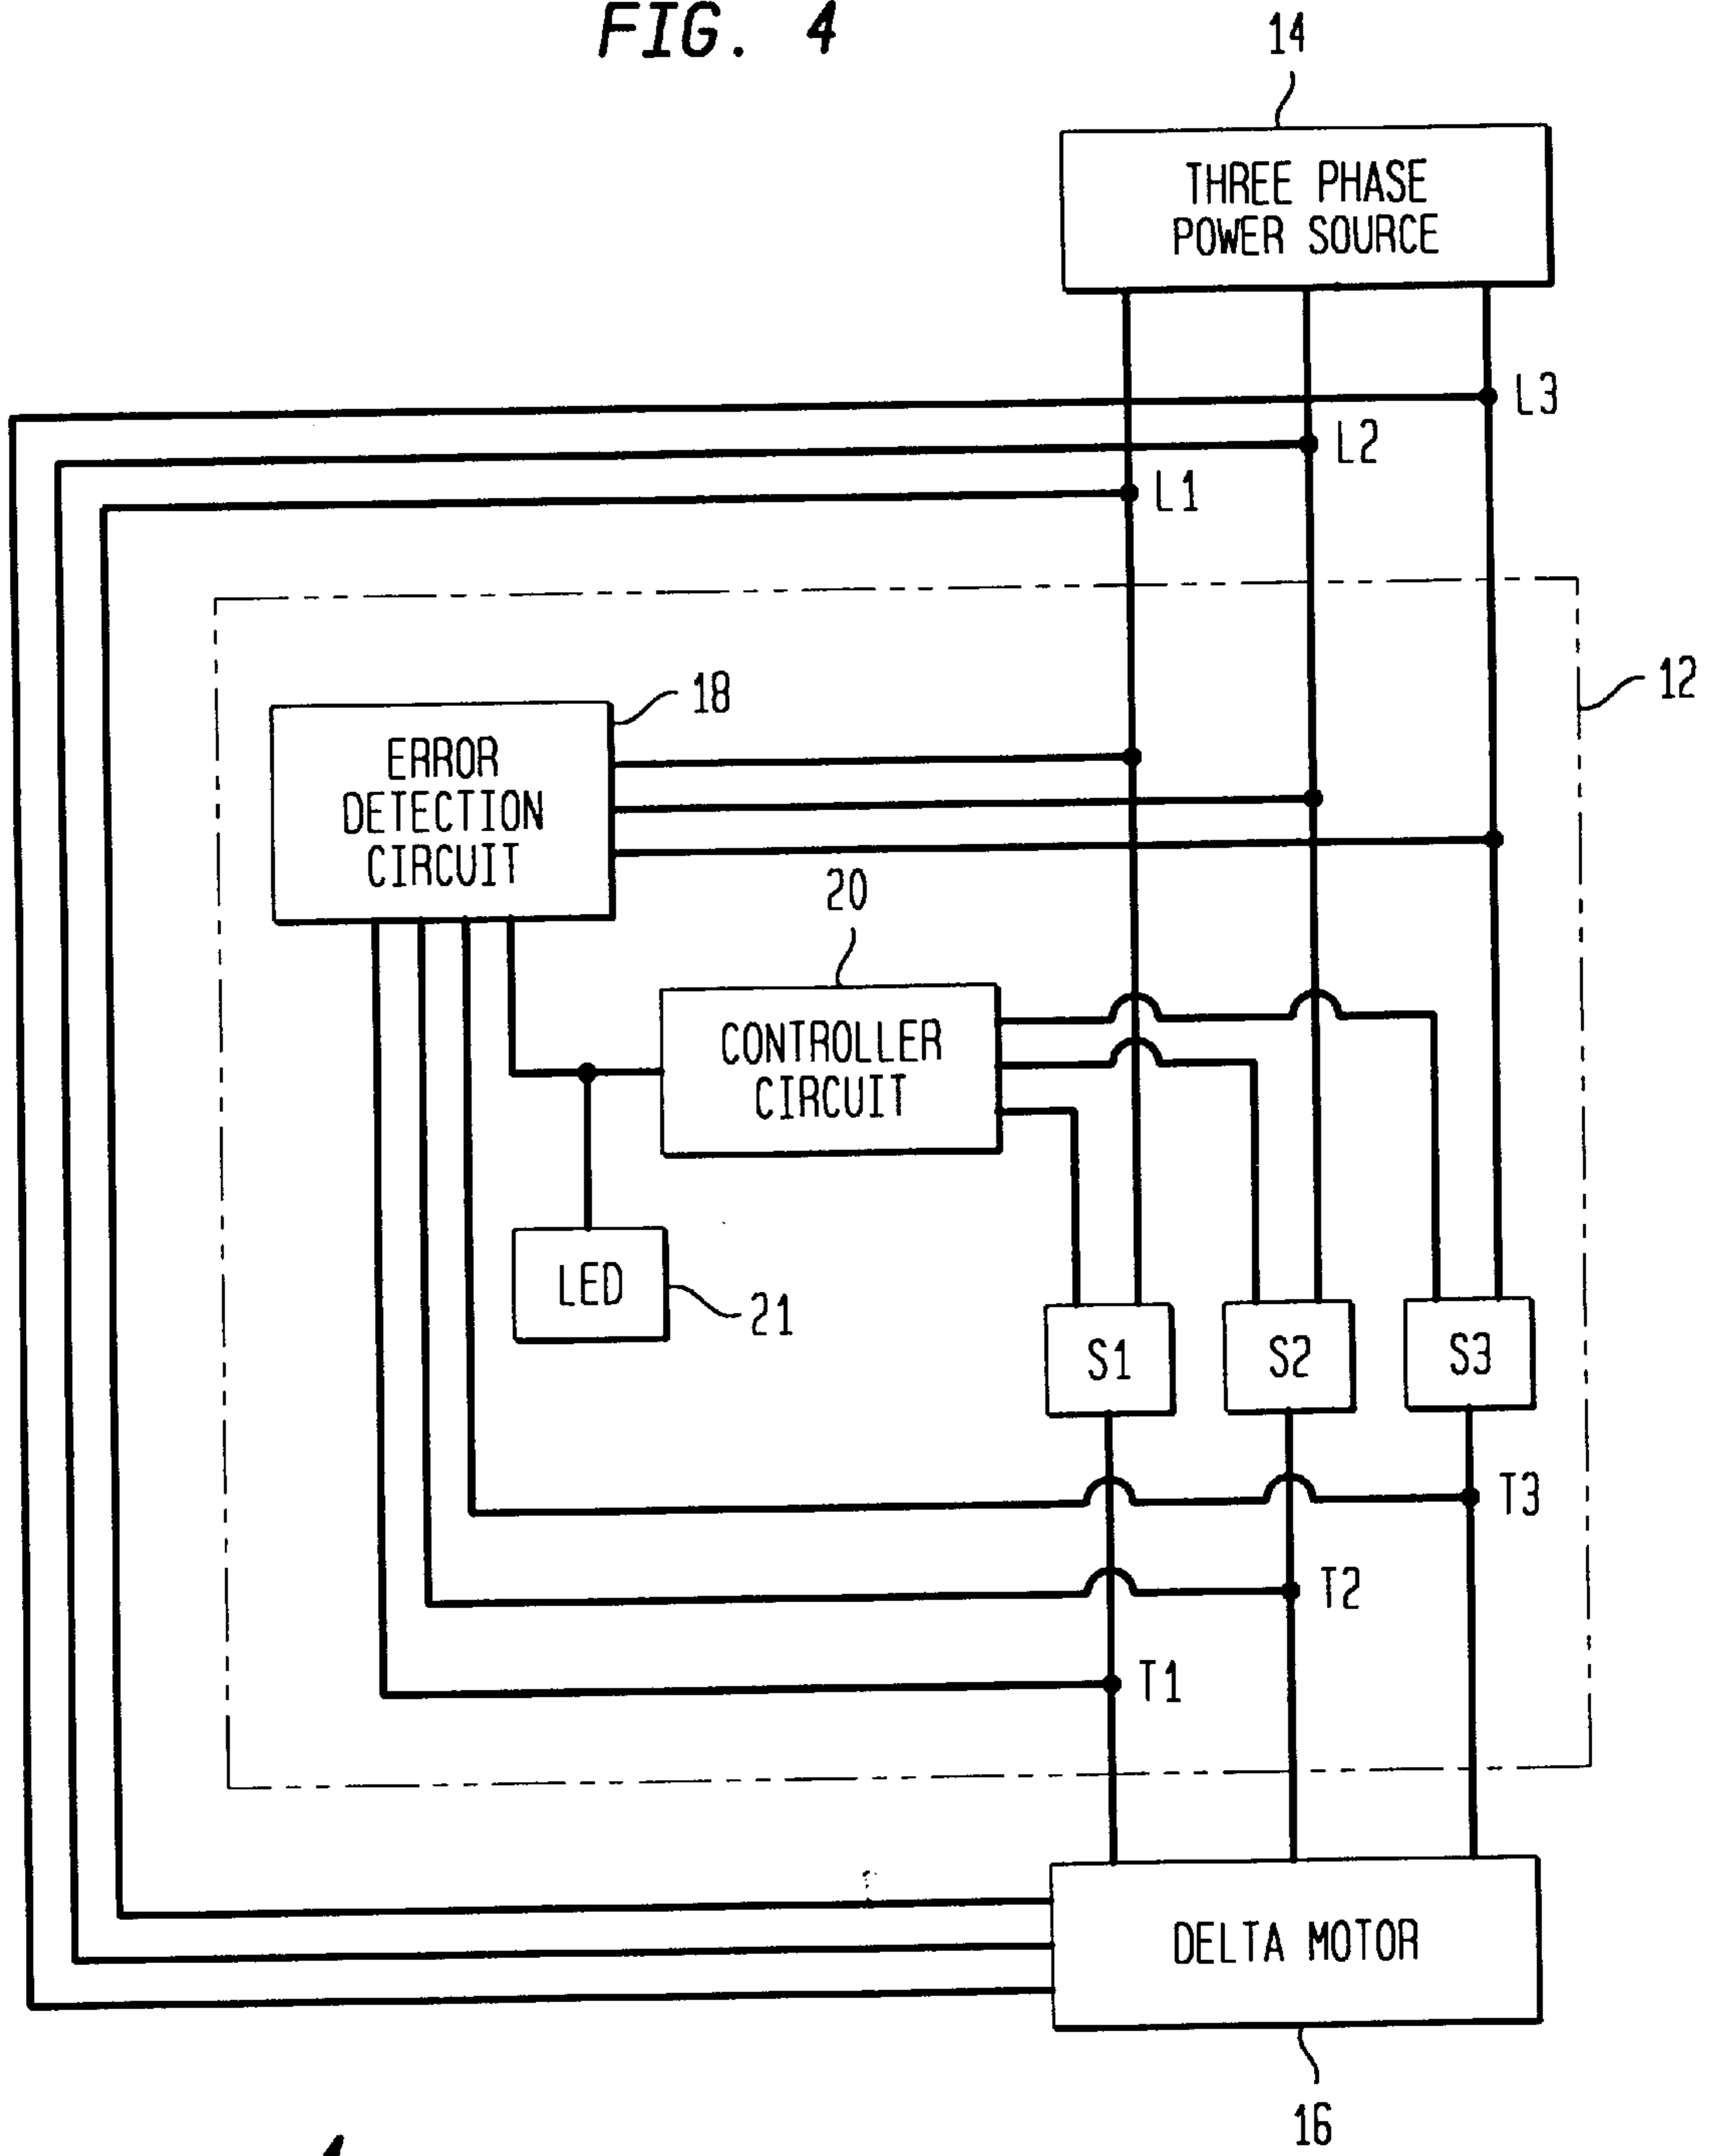 FIG. 4
14
THREE PHASE
POWER SOURCE
L3
L2
L1
12
18
ERROR
DETECTION
CIRCUIT
20
CONTROLLER
CIRCUIT
LED
21
S1
S2
S3
T3
T2
T1
DELTA MOTOR
16